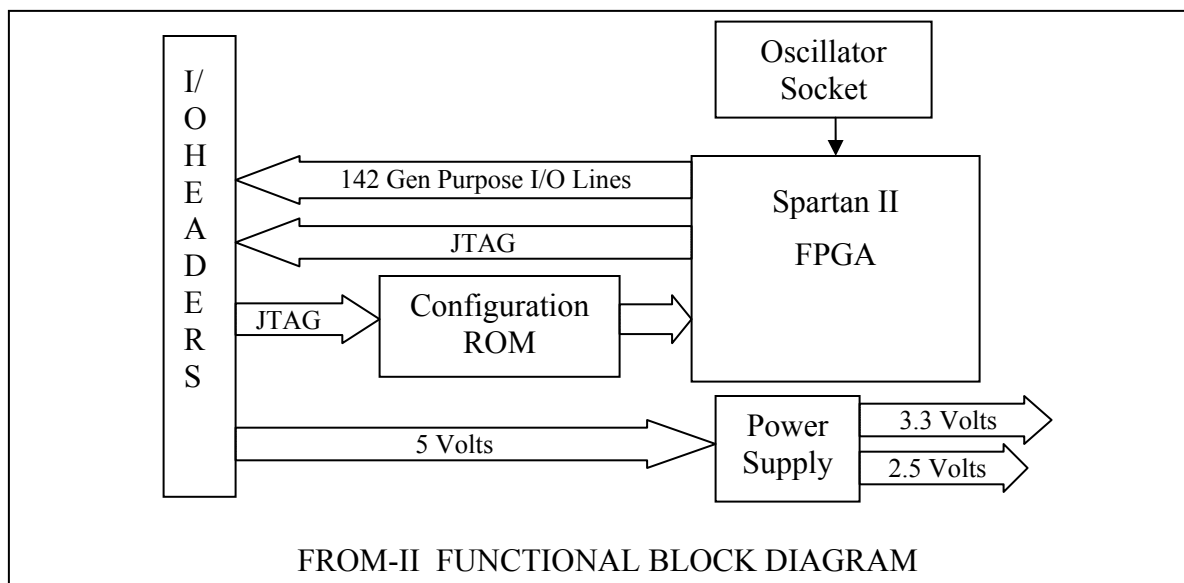 I/
O H
E
A
D
E
R
S
Oscillator
Socket
142 Gen Purpose I/O Lines
Spartan II
FPGA
JTAG
JTAG
Configuration
ROM
5 Volts
Power
Supply
3.3 Volts
2.5 Volts
FROM-II FUNCTIONAL BLOCK DIAGRAM